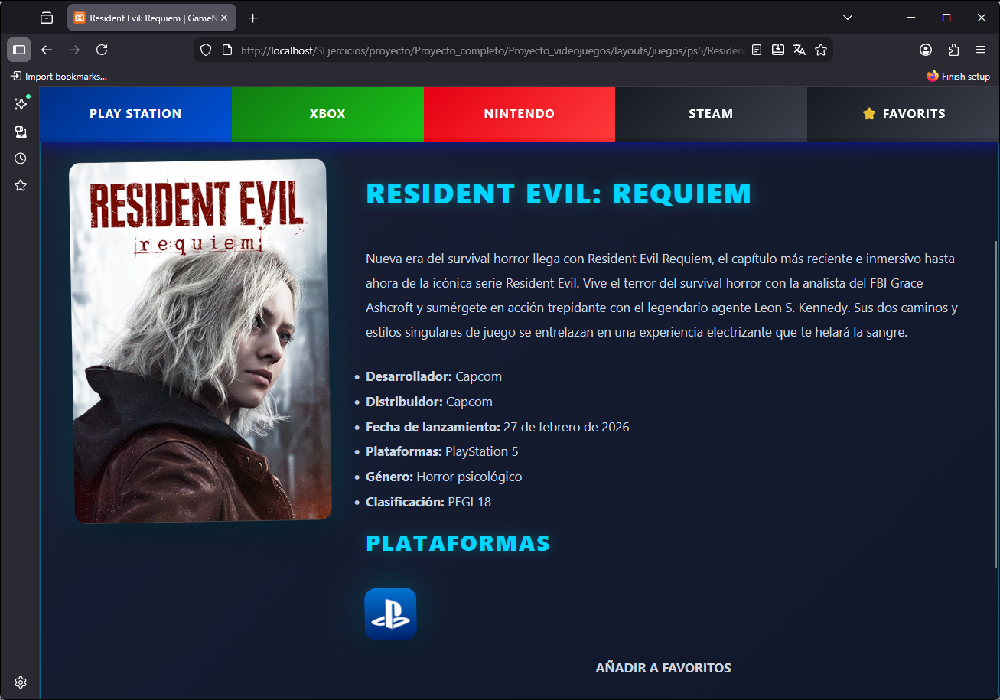 Resident Evil: Requiem | GameN
http://localhost/SEjercicios/proyecto/Proyecto_completo/Proyecto_videojuegos/layouts/juegos/ps5/Residen
Import bookmarks...
Finish setup
PLAY STATION
XBOX
NINTENDO
STEAM
FAVORITS
RESIDENT EVIL
requiem
RESIDENT EVIL: REQUIEM
Nueva era del survival horror llega con Resident Evil Requiem, el capítulo más reciente e inmersivo hasta
ahora de la icónica serie Resident Evil. Vive el terror del survival horror con la analista del FBI Grace
Ashcroft y sumérgete en acción trepidante con el legendario agente Leon S. Kennedy. Sus dos caminos y
estilos singulares de juego se entrelazan en una experiencia electrizante que te helará la sangre.
Desarrollador: Capcom
Distribuidor: Capcom
Fecha de lanzamiento: 27 de febrero de 2026
Plataformas: PlayStation 5
Género: Horror psicológico
Clasificación: PEGI 18
PLATAFORMAS
AÑADIR A FAVORITOS